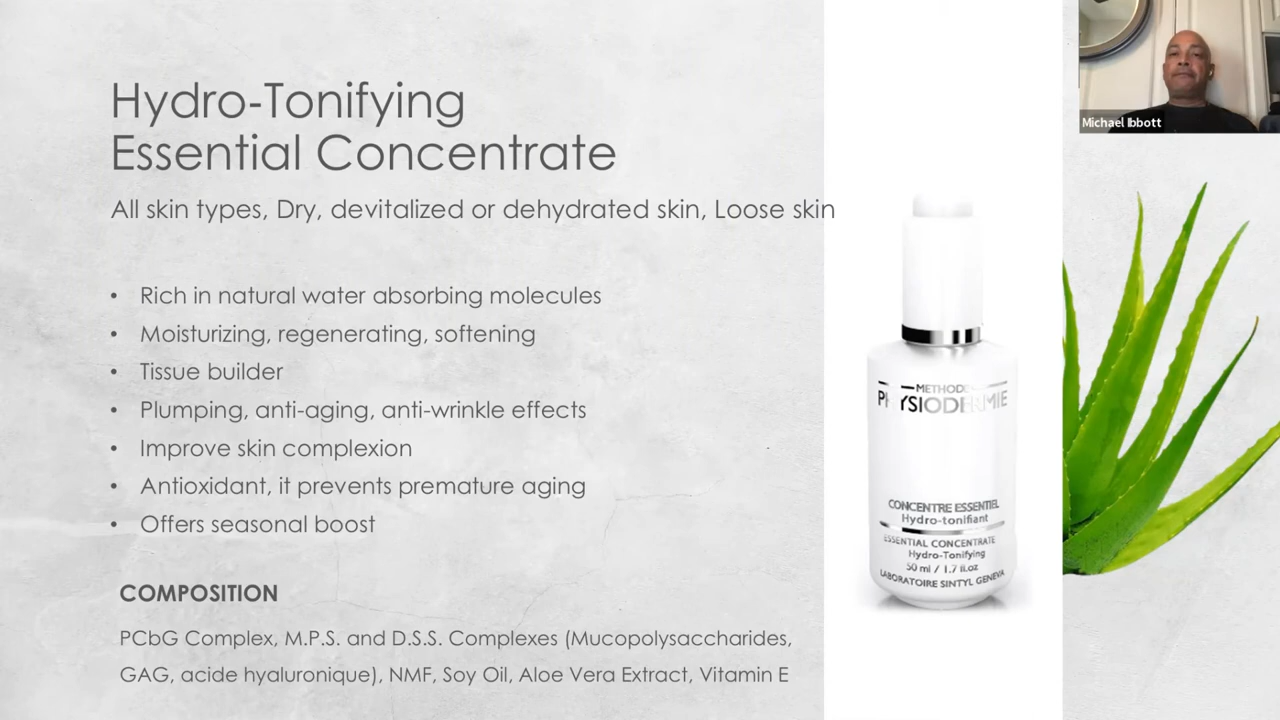 Hydro-Tonifying
Essential Concentrate
All skin types, Dry, devitalized or dehydrated skin, Loose skin
• Rich in natural water absorbing molecules
• Moisturizing, regenerating, softening
• Tissue builder
• Plumping, anti-aging, anti-wrinkle effects
• Improve skin complexion
• Antioxidant, it prevents premature aging
• Offers seasonal boost
COMPOSITION
PCbG Complex, M.P.S. and D.S.S. Complexes (Mucopolysaccharides,
GAG, acide hyaluronique), NMF, Soy Oil, Aloe Vera Extract, Vitamin E
METHODE
PHYSIODERMIE
CONCENTRE ESSENTIEL
Hydro-tonifiant
ESSENTIAL CONCENTRATE
Hydro-Tonifying
50 ml / 1.7 fl.oz
LABORATOIRE SINTYL GENEVA
Michael Ibbott